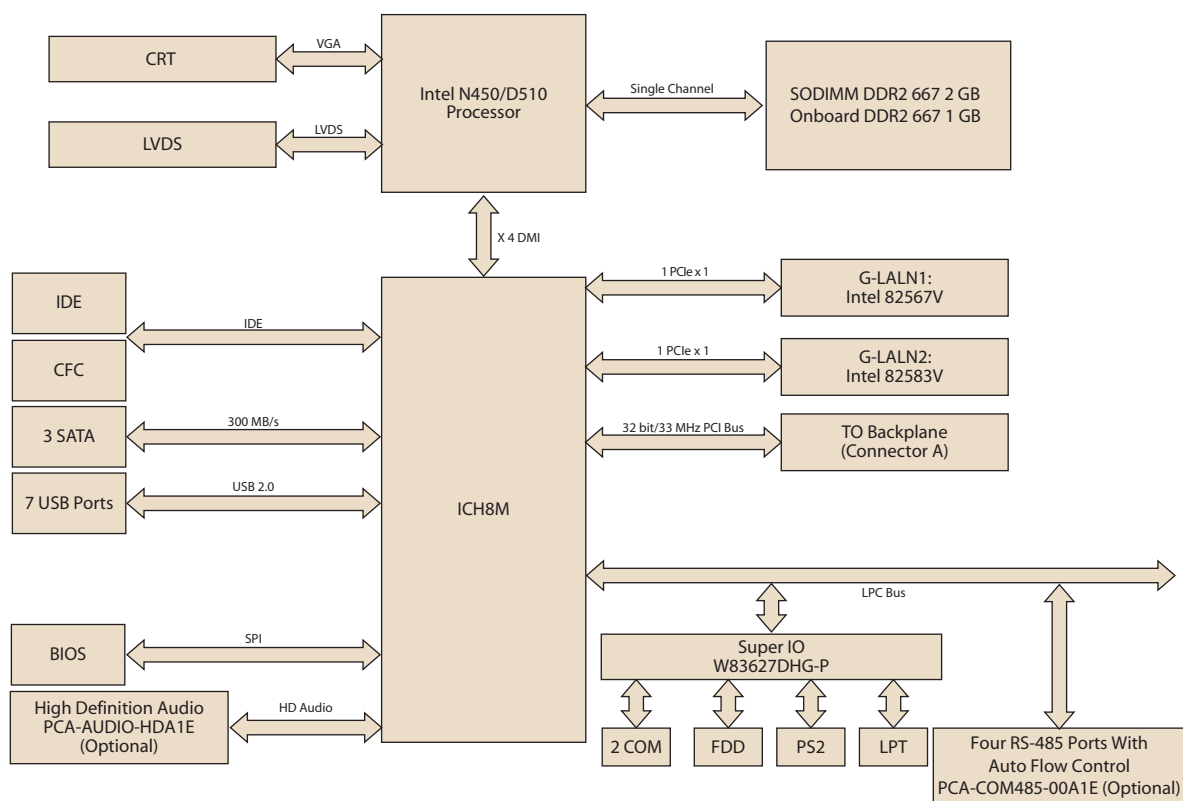 CRT
VGA
Intel N450/D510
Processor
Single Channel
SODIMM DDR2 667 2 GB
Onboard DDR2 667 1 GB
LVDS
LVDS
X 4 DMI
IDE
IDE
CFC
3 SATA
300 MB/s
7 USB Ports
USB 2.0
BIOS
SPI
High Definition Audio
PCA-AUDIO-HDA1E
(Optional)
HD Audio
ICH8M
1 PCIe x 1
G-LALN1:
Intel 82567V
1 PCIe x 1
G-LALN2:
Intel 82583V
32 bit/33 MHz PCI Bus
TO Backplane
(Connector A)
LPC Bus
Super IO
W83627DHG-P
2 COM
FDD
PS2
LPT
Four RS-485 Ports With
Auto Flow Control
PCA-COM485-00A1E (Optional)